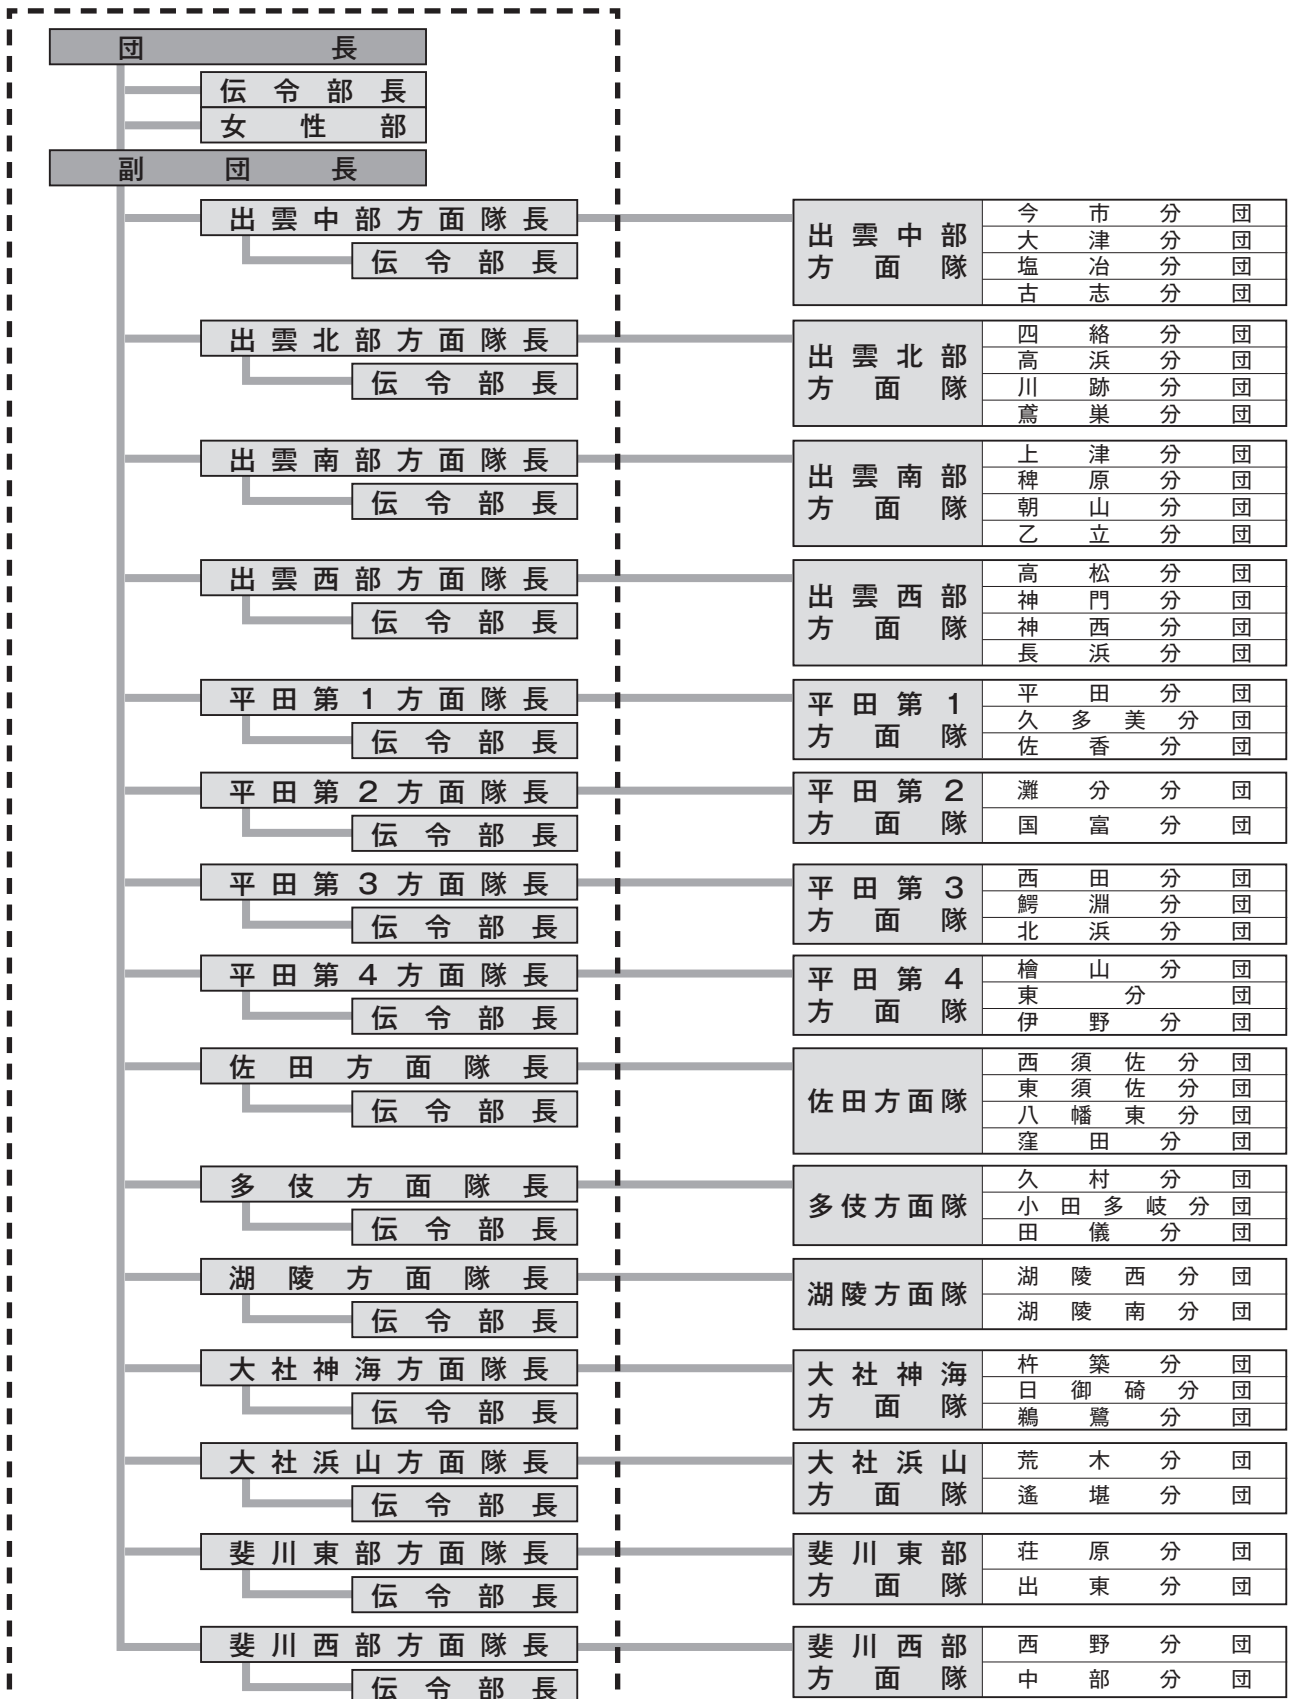 団長
伝令部長
女性部
副団長
出雲中部方面隊長
伝令部長
出雲中部
方面隊
今市分団
大津分団
塩冶分団
古志分団
出雲北部方面隊長
伝令部長
出雲北部
方面隊
四絡分団
高浜分団
川跡分団
鳶巣分団
出雲南部方面隊長
伝令部長
出雲南部
方面隊
上津分団
稗原分団
朝山分団
乙立分団
出雲西部方面隊長
伝令部長
出雲西部
方面隊
高松分団
神門分団
神西分団
長浜分団
平田第1方面隊長
伝令部長
平田第1
方面隊
平田分団
久多美分団
佐香分団
平田第2方面隊長
伝令部長
平田第2
方面隊
灘分分団
国富分団
平田第3方面隊長
伝令部長
平田第3
方面隊
西田分団
鰐淵分団
北浜分団
平田第4方面隊長
伝令部長
平田第4
方面隊
檜山分団
東分団
伊野分団
佐田方面隊長
伝令部長
佐田方面隊
西須佐分団
東須佐分団
八幡東分団
窪田分団
多伎方面隊長
伝令部長
多伎方面隊
久村分団
小田多岐分団
田儀分団
湖陵方面隊長
伝令部長
湖陵方面隊
湖陵西分団
湖陵南分団
大社神海方面隊長
伝令部長
大社神海
方面隊
杵築分団
日御碕分団
鵜鷺分団
大社浜山方面隊長
伝令部長
大社浜山
方面隊
荒木分団
遙堪分団
斐川東部方面隊長
伝令部長
斐川東部
方面隊
荘原分団
出東分団
斐川西部方面隊長
伝令部長
斐川西部
方面隊
西野分団
中部分団